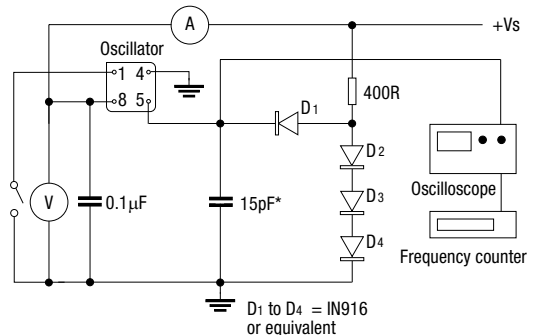 A
+Vs
Oscillator
1 4
8 5
400R
D1
D2
D3
D4
V
0.1µF
15pF*
Oscilloscope
Frequency counter
D1 to D4 = IN916
or equivalent